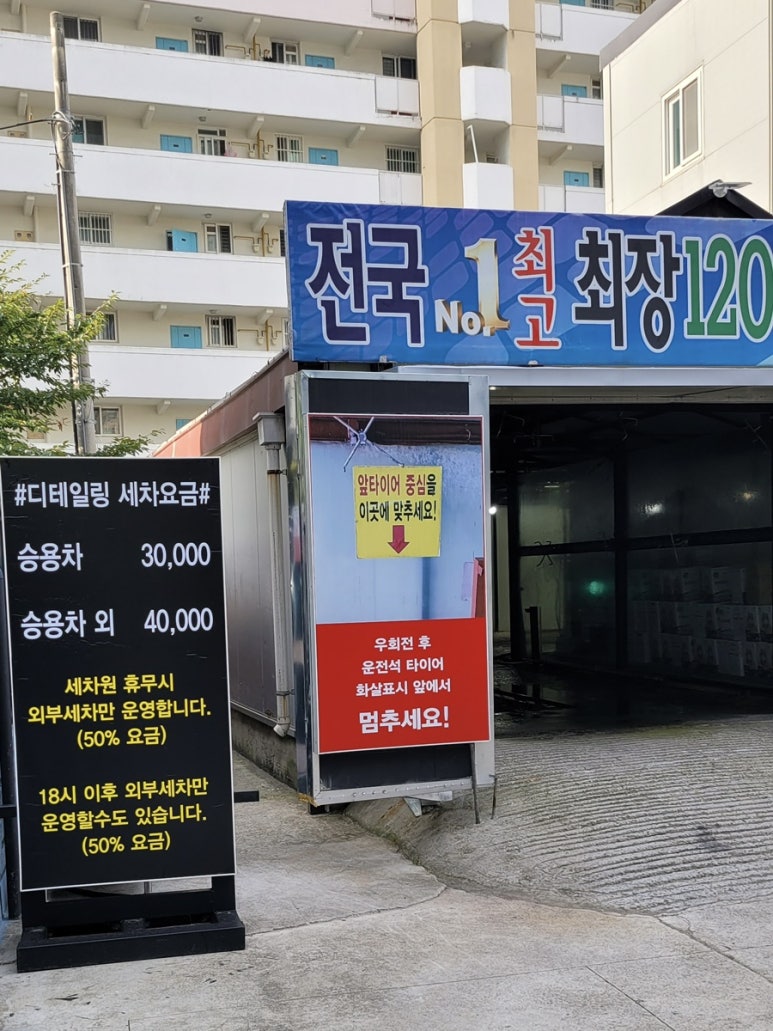 전국 No.1 최고 최장120
#디테일링 세차요금#
승용차 30,000
승용차 외 40,000
세차원 휴무시
외부세차만 운영합니다.
(50% 요금)
18시 이후 외부세차만
운영할수도 있습니다.
(50% 요금)
앞타이어 중심을
이곳에 맞추세요!
우회전 후
운전석 타이어
화살표시 앞에서
멈추세요!